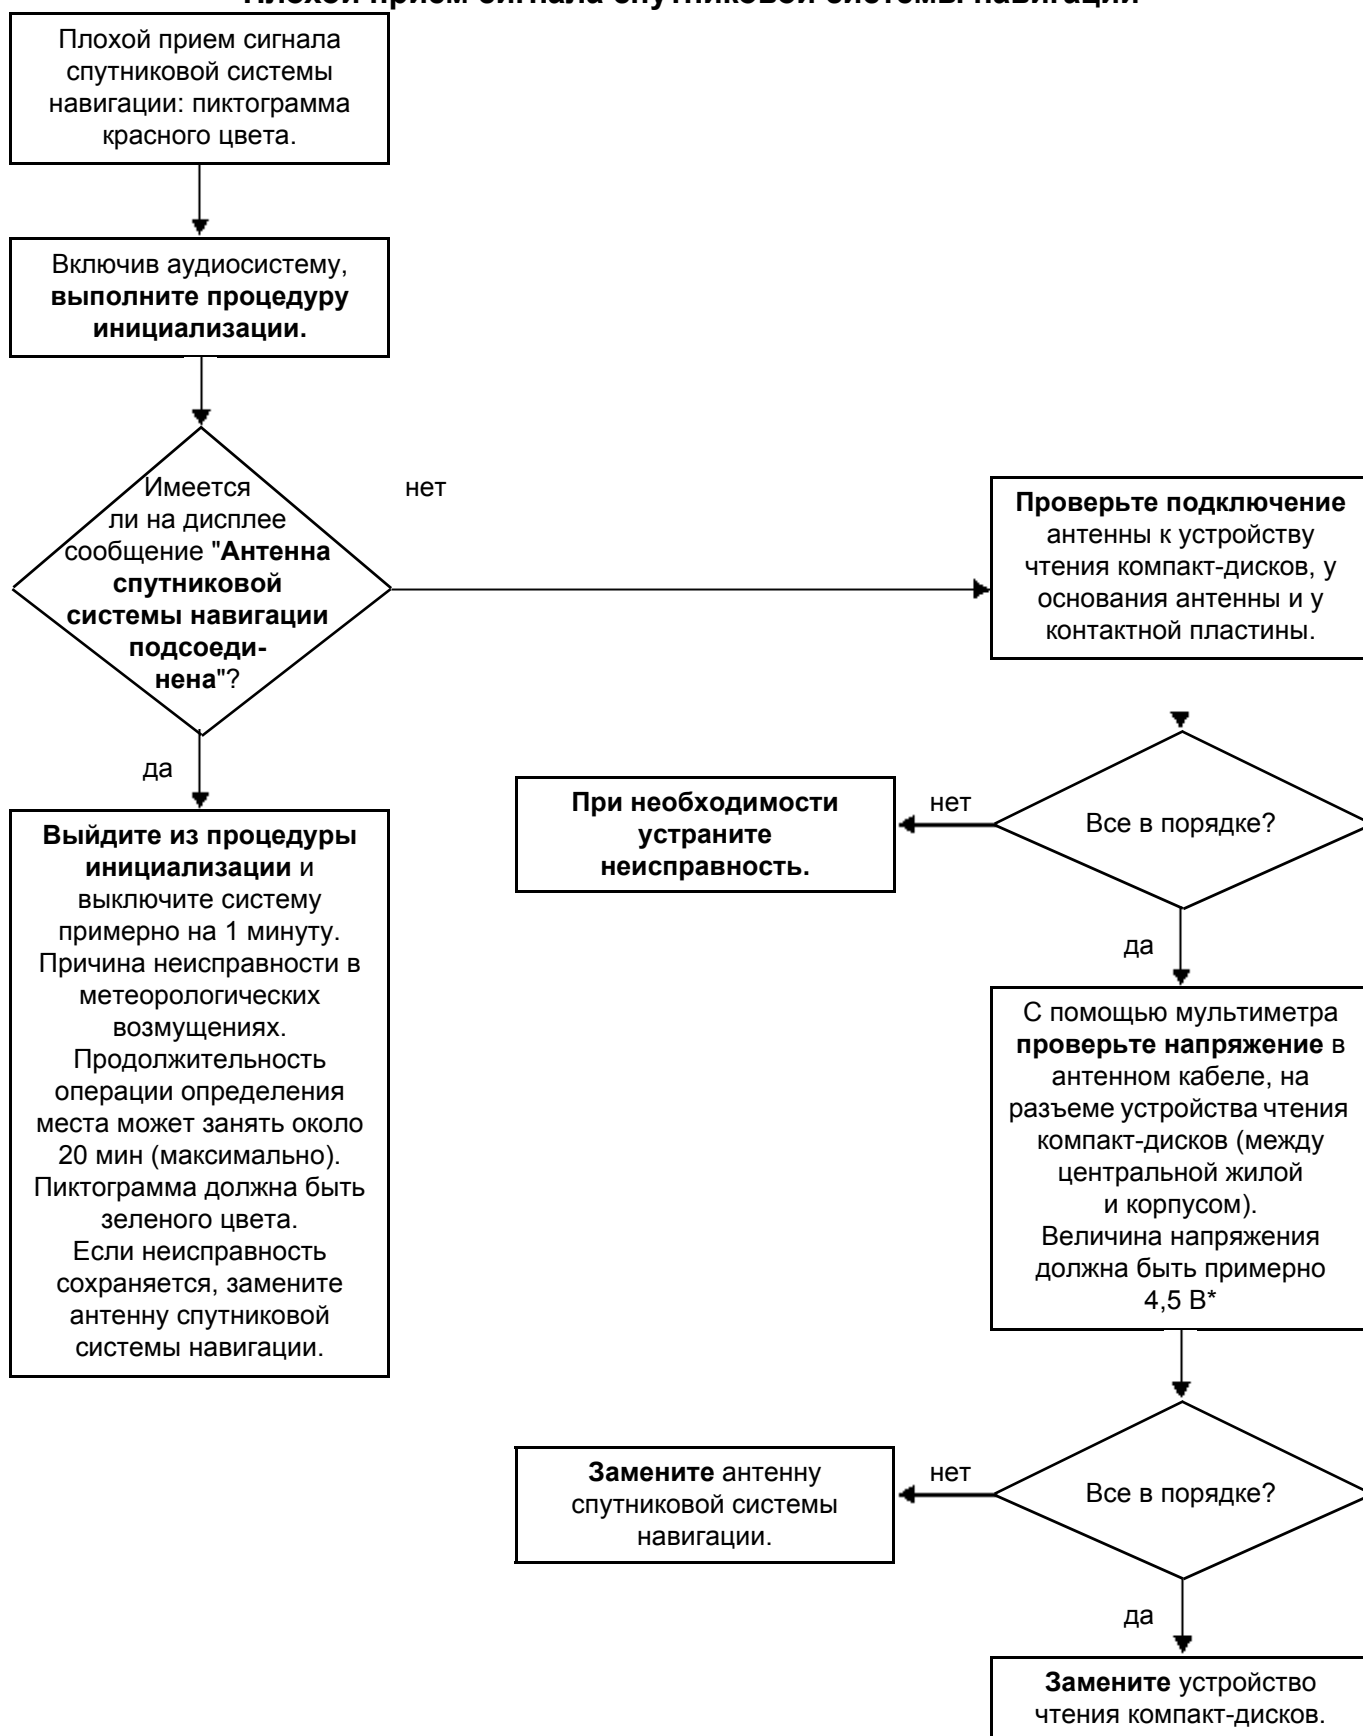 Плохой прием сигнала спутниковой системы навигации
Плохой прием сигнала
спутниковой системы
навигации: пиктограмма
красного цвета.
Включив аудиосистему,
выполните процедуру
инициализации.
Имеется
ли на дисплее
сообщение "Антенна
спутниковой
системы навигации
подсоеди-
нена"?
нет
Проверьте подключение
антенны к устройству
чтения компакт-дисков, у
основания антенны и у
контактной пластины.
да
Выйдите из процедуры
инициализации и
выключите систему
примерно на 1 минуту.
Причина неисправности в
метеорологических
возмущениях.
Продолжительность
операции определения
места может занять около
20 мин (максимально).
Пиктограмма должна быть
зеленого цвета.
Если неисправность
сохраняется, замените
антенну спутниковой
системы навигации.
Все в порядке?
нет
При необходимости
устраните
неисправность.
да
С помощью мультиметра
проверьте напряжение в
антенном кабеле, на
разъеме устройства чтения
компакт-дисков (между
центральной жилой
и корпусом).
Величина напряжения
должна быть примерно
4,5 В*
Все в порядке?
нет
Замените антенну
спутниковой системы
навигации.
да
Замените устройство
чтения компакт-дисков.